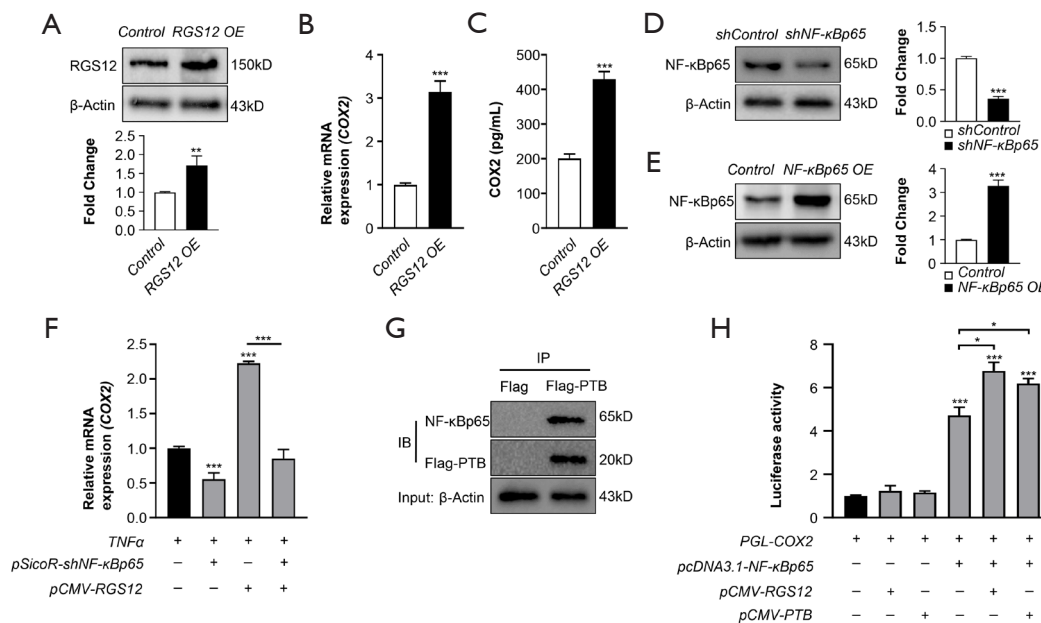 A
Control RGS12 OE
RGS12
150kD
β-Actin
43kD
Fold Change
2.5
2.0
1.5
1.0
0.5
0.0
**
Control
RGS12 OE
B
Relative mRNA
expression (COX2)
4
3
2
1
0
***
Control
RGS12 OE
C
COX2 (pg/mL)
500
400
300
200
100
0
***
Control
RGS12 OE
D
shControl shNF-κBp65
NF-κBp65
65kD
β-Actin
43kD
Fold Change
1.5
1.0
0.5
0.0
***
shControl
shNF-κBp65
E
Control NF-κBp65 OE
NF-κBp65
65kD
β-Actin
43kD
Fold Change
4
3
2
1
0
***
Control
NF-κBp65 OE
F
Relative mRNA
expression (COX2)
2.5
2.0
1.5
1.0
0.5
0.0
***
***
***
TNFα + + + +
pSicoR-shNF-κBp65 – + – +
pCMV-RGS12 – – + +
G
IP
Flag Flag-PTB
IB
NF-κBp65
65kD
Flag-PTB
20kD
Input: β-Actin
43kD
H
Luciferase activity
8
6
4
2
0
*
*
***
***
***
PGL-COX2 + + + + + +
pcDNA3.1-NF-κBp65 – – – + + +
pCMV-RGS12 – + – – + –
pCMV-PTB – – + – – +